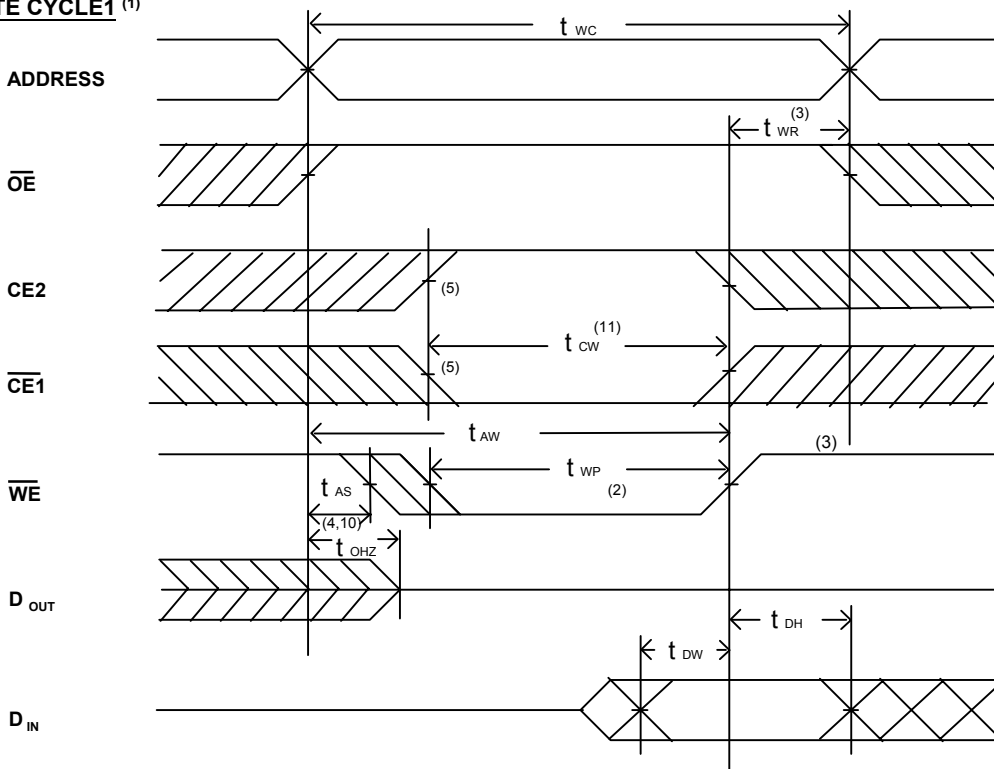 TE CYCLE1 (1)
t WC
ADDRESS
t WR (3)
OE
CE2
(5)
t CW (11)
CE1
(5)
t AW
(3)
WE
t AS
t WP
(2)
(4,10)
t OHZ
D OUT
t DH
t DW
D IN